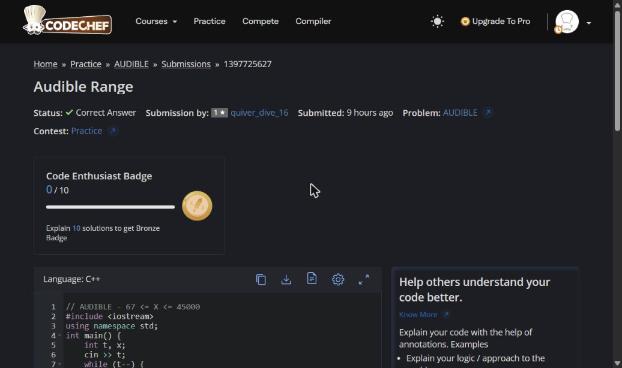 CODECHEF Courses Practice Compete Compiler Upgrade To Pro
Home » Practice » AUDIBLE » Submissions » 1397725627
Audible Range
Status: ✓ Correct Answer Submission by: 1★ quiver_dive_16 Submitted: 9 hours ago Problem: AUDIBLE
Contest: Practice
Code Enthusiast Badge
0 / 10
Explain 10 solutions to get Bronze
Badge
Language: C++
1 // AUDIBLE - 67 <= X <= 45000
2 #include <iostream>
3 using namespace std;
4 int main() {
5 int t, x;
6 cin >> t;
7 while (t--) {
Help others understand your
code better.
Know More
Explain your code with the help of
annotations. Examples
• Explain your logic / approach to the